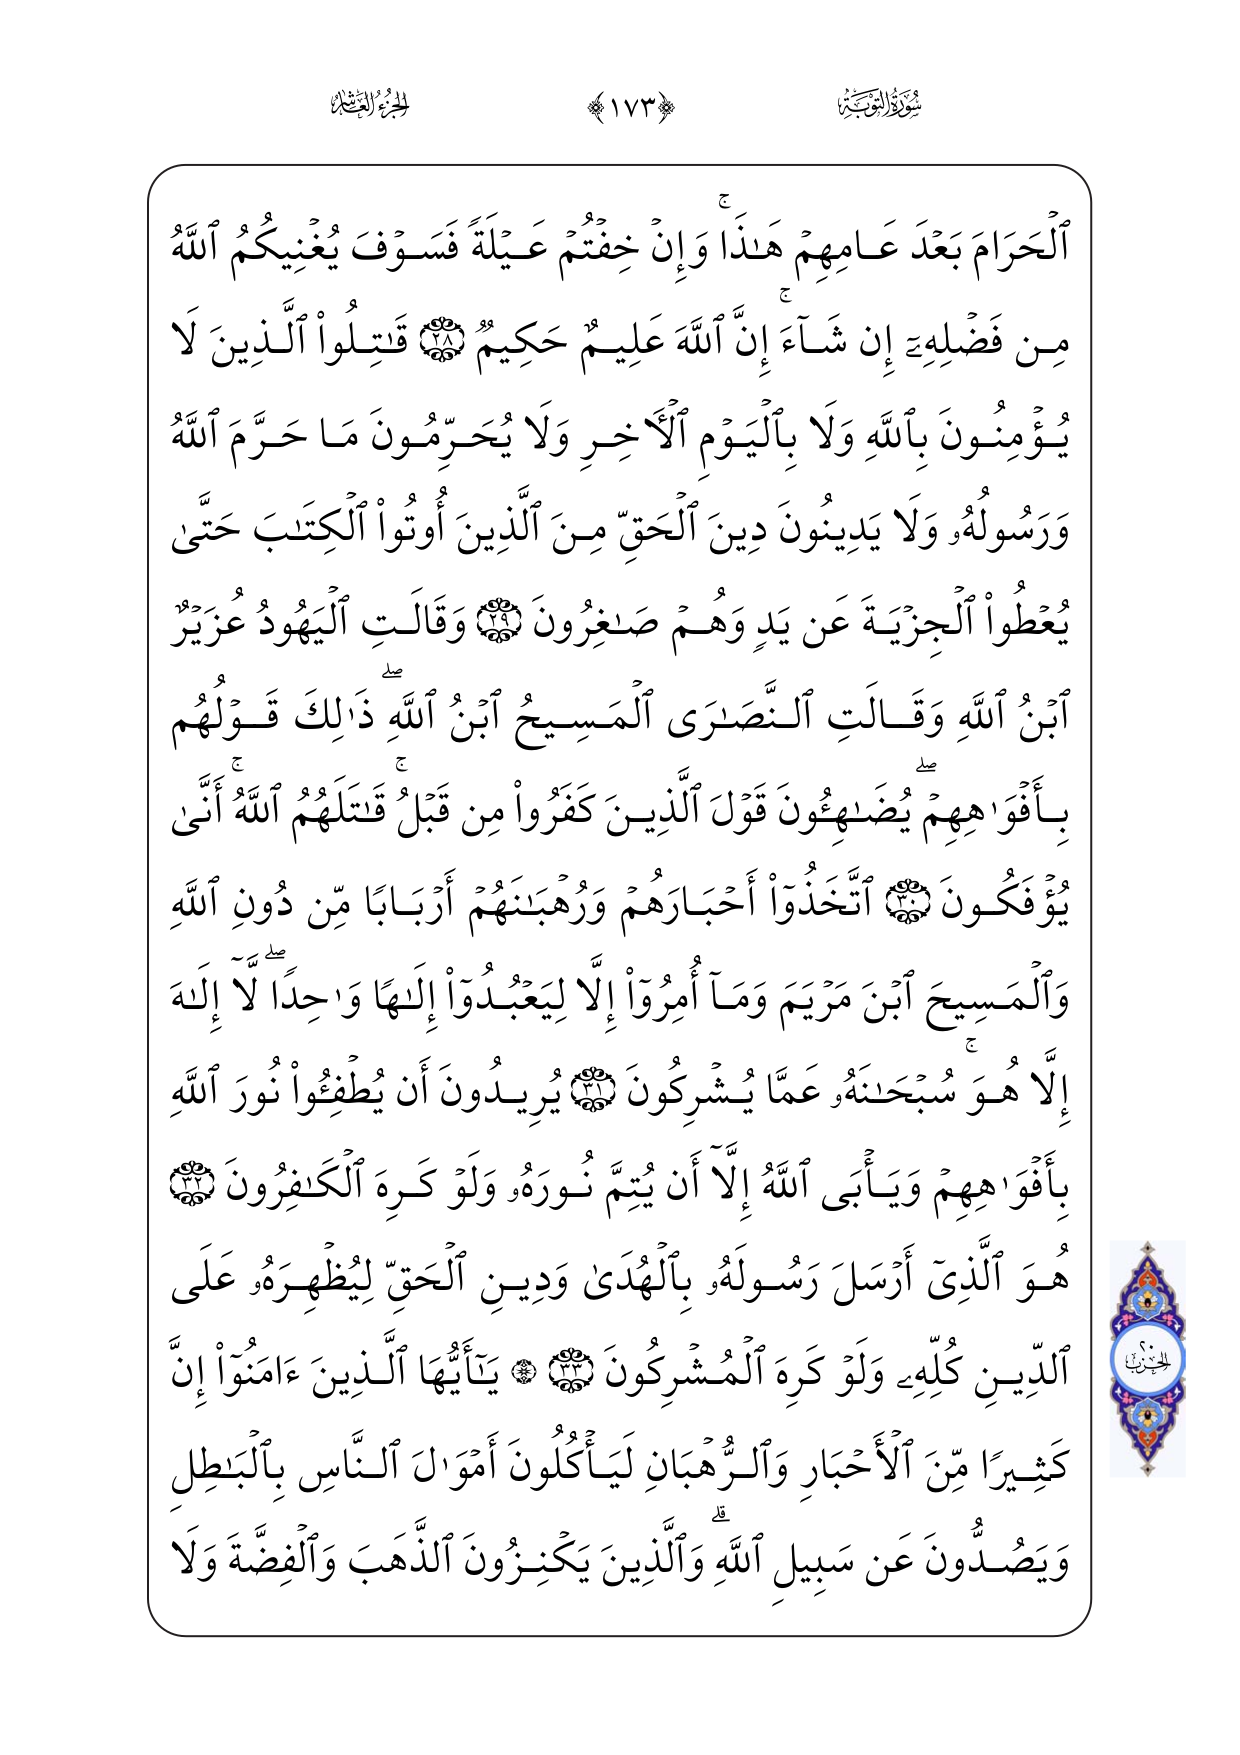 سُورَةُ التَّوْبَةِ ﴿١٧٣﴾ الجُزْءُ العَاشِرُ
ٱلْحَرَامَ بَعْدَ عَامِهِمْ هَـٰذَا ۚ وَإِنْ خِفْتُمْ عَيْلَةً فَسَوْفَ يُغْنِيكُمُ ٱللَّهُ
مِن فَضْلِهِۦٓ إِن شَآءَ ۚ إِنَّ ٱللَّهَ عَلِيمٌ حَكِيمٌ ٢٨ قَـٰتِلُوا۟ ٱلَّذِينَ لَا
يُؤْمِنُونَ بِٱللَّهِ وَلَا بِٱلْيَوْمِ ٱلْـَٔاخِرِ وَلَا يُحَرِّمُونَ مَا حَرَّمَ ٱللَّهُ
وَرَسُولُهُۥ وَلَا يَدِينُونَ دِينَ ٱلْحَقِّ مِنَ ٱلَّذِينَ أُوتُوا۟ ٱلْكِتَـٰبَ حَتَّىٰ
يُعْطُوا۟ ٱلْجِزْيَةَ عَن يَدٍ وَهُمْ صَـٰغِرُونَ ٢٩ وَقَالَتِ ٱلْيَهُودُ عُزَيْرٌ
ٱبْنُ ٱللَّهِ وَقَالَتِ ٱلنَّصَـٰرَى ٱلْمَسِيحُ ٱبْنُ ٱللَّهِ ۖ ذَٰلِكَ قَوْلُهُم
بِأَفْوَٰهِهِمْ ۖ يُضَـٰهِـُٔونَ قَوْلَ ٱلَّذِينَ كَفَرُوا۟ مِن قَبْلُ ۚ قَـٰتَلَهُمُ ٱللَّهُ ۚ أَنَّىٰ
يُؤْفَكُونَ ٣٠ ٱتَّخَذُوٓا۟ أَحْبَارَهُمْ وَرُهْبَـٰنَهُمْ أَرْبَابًا مِّن دُونِ ٱللَّهِ
وَٱلْمَسِيحَ ٱبْنَ مَرْيَمَ وَمَآ أُمِرُوٓا۟ إِلَّا لِيَعْبُدُوٓا۟ إِلَـٰهًا وَٰحِدًا ۖ لَّآ إِلَـٰهَ
إِلَّا هُوَ ۚ سُبْحَـٰنَهُۥ عَمَّا يُشْرِكُونَ ٣١ يُرِيدُونَ أَن يُطْفِـُٔوا۟ نُورَ ٱللَّهِ
بِأَفْوَٰهِهِمْ وَيَأْبَى ٱللَّهُ إِلَّآ أَن يُتِمَّ نُورَهُۥ وَلَوْ كَرِهَ ٱلْكَـٰفِرُونَ ٣٢
هُوَ ٱلَّذِىٓ أَرْسَلَ رَسُولَهُۥ بِٱلْهُدَىٰ وَدِينِ ٱلْحَقِّ لِيُظْهِرَهُۥ عَلَى
ٱلدِّينِ كُلِّهِۦ وَلَوْ كَرِهَ ٱلْمُشْرِكُونَ ٣٣ ۞ يَـٰٓأَيُّهَا ٱلَّذِينَ ءَامَنُوٓا۟ إِنَّ
كَثِيرًا مِّنَ ٱلْأَحْبَارِ وَٱلرُّهْبَانِ لَيَأْكُلُونَ أَمْوَٰلَ ٱلنَّاسِ بِٱلْبَـٰطِلِ
وَيَصُدُّونَ عَن سَبِيلِ ٱللَّهِ ۗ وَٱلَّذِينَ يَكْنِزُونَ ٱلذَّهَبَ وَٱلْفِضَّةَ وَلَا
٢٠
الحزب